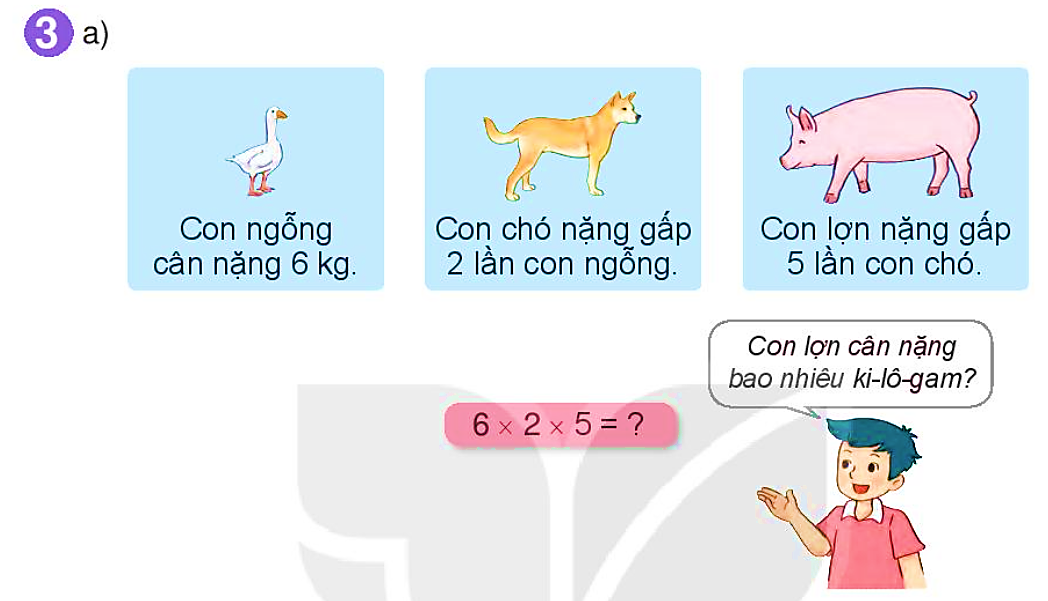 3 a)
Con ngỗng
cân nặng 6 kg.
Con chó nặng gấp
2 lần con ngỗng.
Con lợn nặng gấp
5 lần con chó.
Con lợn cân nặng
bao nhiêu ki-lô-gam?
6 × 2 × 5 = ?